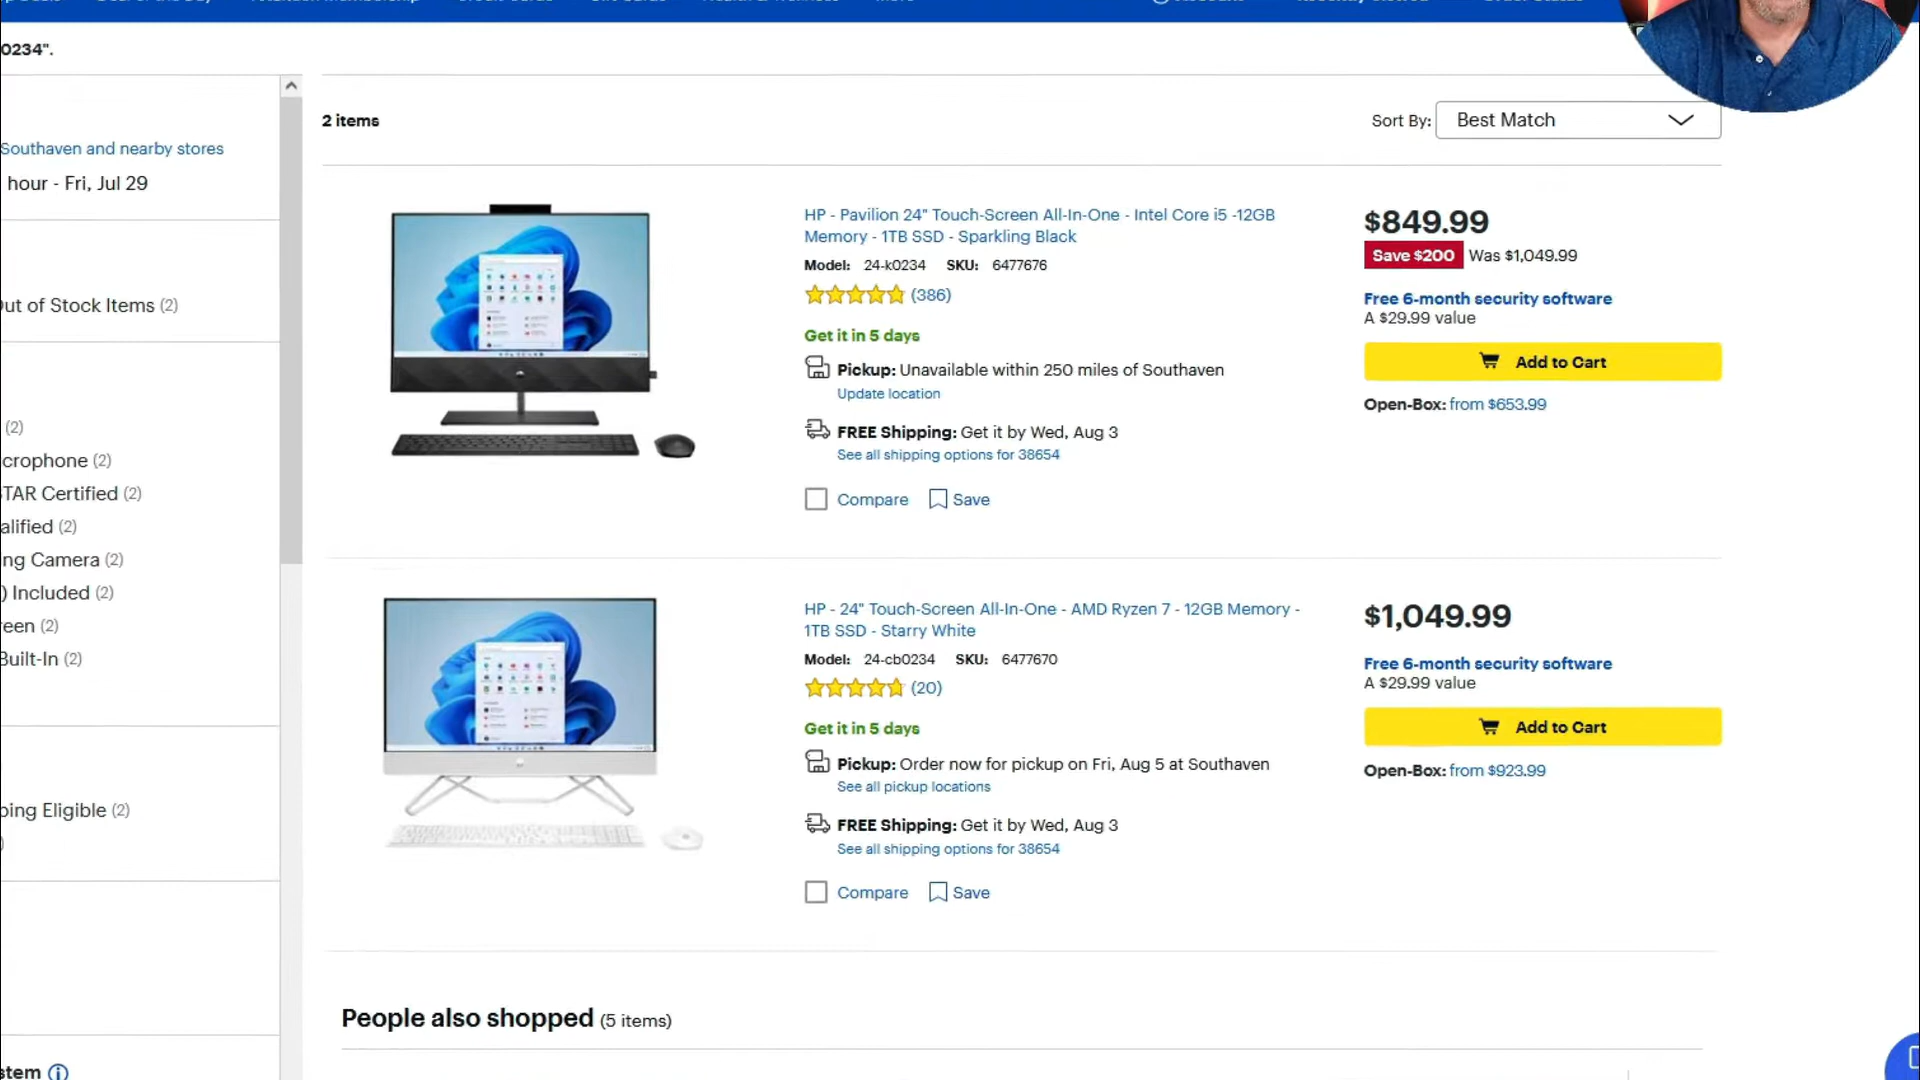 0234".
2 items
Sort By: Best Match
Southaven and nearby stores
hour - Fri, Jul 29
HP - Pavilion 24" Touch-Screen All-In-One - Intel Core i5 -12GB
Memory - 1TB SSD - Sparkling Black
Model: 24-k0234 SKU: 6477676
(386)
Get it in 5 days
Pickup: Unavailable within 250 miles of Southaven
Update location
FREE Shipping: Get it by Wed, Aug 3
See all shipping options for 38654
Compare Save
$849.99
Save $200 Was $1,049.99
Free 6-month security software
A $29.99 value
Add to Cart
Open-Box: from $653.99
Out of Stock Items (2)
(2)
crophone (2)
TAR Certified (2)
alified (2)
ng Camera (2)
) Included (2)
reen (2)
Built-In (2)
HP - 24" Touch-Screen All-In-One - AMD Ryzen 7 - 12GB Memory -
1TB SSD - Starry White
Model: 24-cb0234 SKU: 6477670
(20)
Get it in 5 days
Pickup: Order now for pickup on Fri, Aug 5 at Southaven
See all pickup locations
FREE Shipping: Get it by Wed, Aug 3
See all shipping options for 38654
Compare Save
$1,049.99
Free 6-month security software
A $29.99 value
Add to Cart
Open-Box: from $923.99
ping Eligible (2)
People also shopped (5 items)
stem